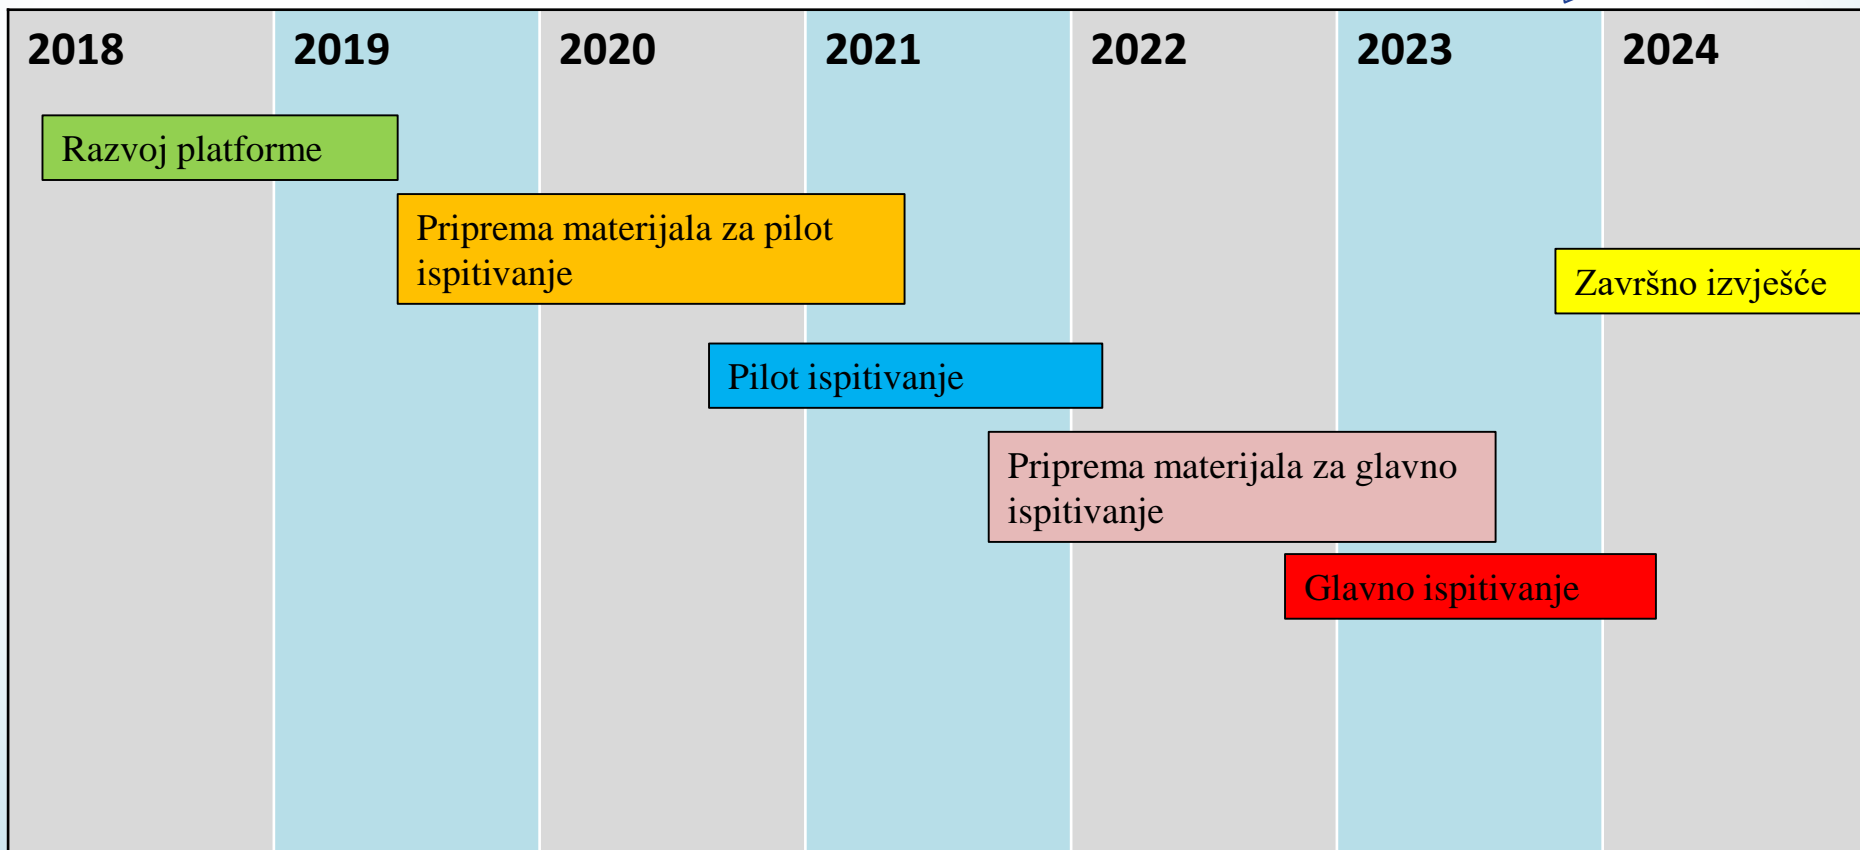 2018 2019 2020 2021 2022 2023 2024
Razvoj platforme
Priprema materijala za pilot
ispitivanje
Završno izvješće
Pilot ispitivanje
Priprema materijala za glavno
ispitivanje
Glavno ispitivanje